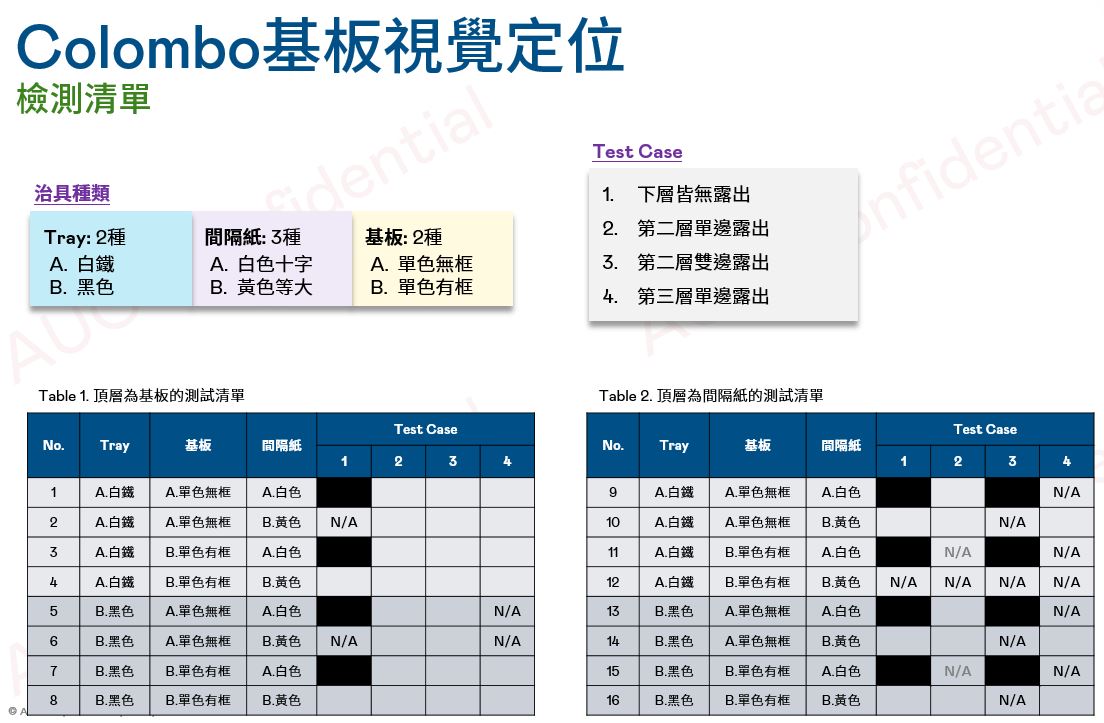 Colombo基板視覺定位
檢測清單
治具種類
Tray: 2種
A. 白鐵
B. 黑色
間隔紙: 3種
A. 白色十字
B. 黃色等大
基板: 2種
A. 單色無框
B. 單色有框
Test Case
1. 下層皆無露出
2. 第二層單邊露出
3. 第二層雙邊露出
4. 第三層單邊露出
Table 1. 頂層為基板的測試清單
No. Tray 基板 間隔紙 Test Case
1 2 3 4
1 A.白鐵 A.單色無框 A.白色
2 A.白鐵 A.單色無框 B.黃色 N/A
3 A.白鐵 B.單色有框 A.白色
4 A.白鐵 B.單色有框 B.黃色
5 B.黑色 A.單色無框 A.白色 N/A
6 B.黑色 A.單色無框 B.黃色 N/A N/A
7 B.黑色 B.單色有框 A.白色
8 B.黑色 B.單色有框 B.黃色
Table 2. 頂層為間隔紙的測試清單
No. Tray 基板 間隔紙 Test Case
1 2 3 4
9 A.白鐵 A.單色無框 A.白色 N/A
10 A.白鐵 A.單色無框 B.黃色 N/A
11 A.白鐵 B.單色有框 A.白色 N/A N/A
12 A.白鐵 B.單色有框 B.黃色 N/A N/A N/A N/A
13 B.黑色 A.單色無框 A.白色 N/A
14 B.黑色 A.單色無框 B.黃色 N/A
15 B.黑色 B.單色有框 A.白色 N/A N/A
16 B.黑色 B.單色有框 B.黃色 N/A